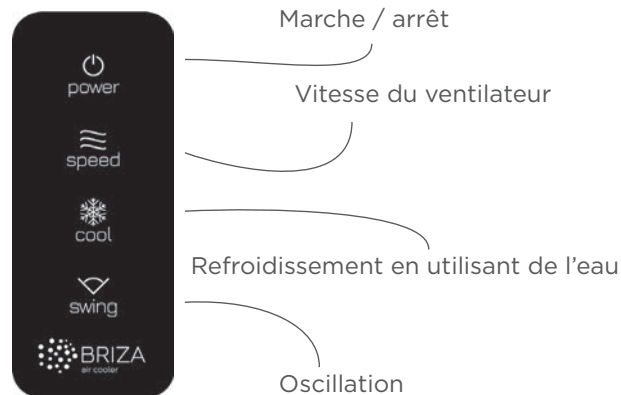 Marche / arrêt
power
Vitesse du ventilateur
speed
cool
Refroidissement en utilisant de l’eau
swing
BRIZA
air cooler
Oscillation